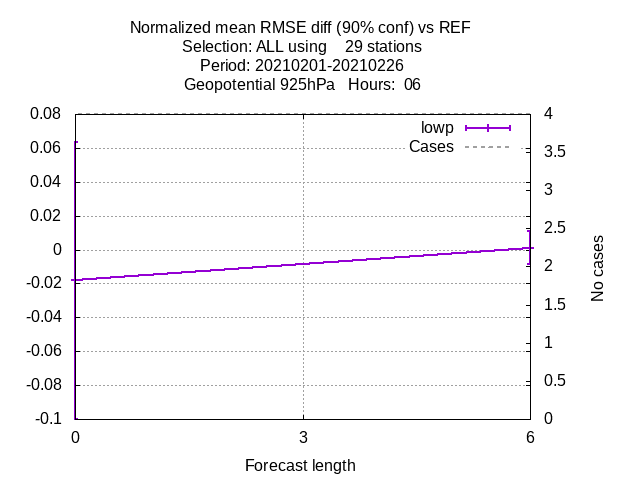 Normalized mean RMSE diff (90% conf) vs REF
Selection: ALL using    29 stations
Period: 20210201-20210226
Geopotential 925hPa   Hours:  06
0.08
0.06
0.04
0.02
0
-0.02
-0.04
-0.06
-0.08
-0.1
lowp
Cases
4
3.5
3
2.5
2
1.5
1
0.5
0
No cases
0 3 6
Forecast length